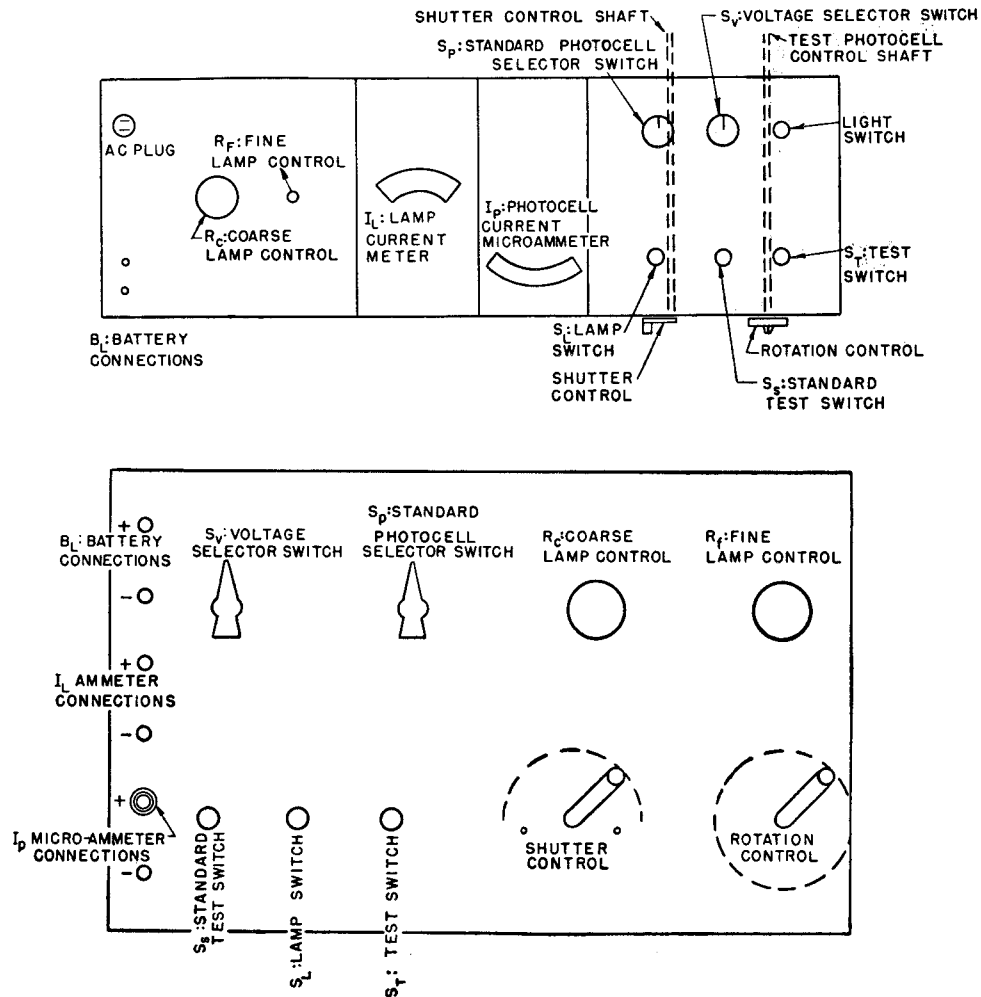 SHUTTER CONTROL SHAFT
Sv:VOLTAGE SELECTOR SWITCH
Sp:STANDARD PHOTOCELL
SELECTOR SWITCH
TEST PHOTOCELL
CONTROL SHAFT
AC PLUG
RF:FINE
LAMP CONTROL
RC:COARSE
LAMP CONTROL
IL:LAMP
CURRENT
METER
Ip:PHOTOCELL
CURRENT
MICROAMMETER
LIGHT
SWITCH
ST:TEST
SWITCH
BL:BATTERY
CONNECTIONS
SL:LAMP
SWITCH
SHUTTER
CONTROL
ROTATION CONTROL
Ss:STANDARD
TEST SWITCH
+
BL:BATTERY
CONNECTIONS
-
Sv:VOLTAGE
SELECTOR SWITCH
Sp:STANDARD
PHOTOCELL
SELECTOR SWITCH
RC:COARSE
LAMP CONTROL
Rf:FINE
LAMP CONTROL
+
IL AMMETER
CONNECTIONS
-
+
Ip MICRO-AMMETER
CONNECTIONS
-
SHUTTER
CONTROL
ROTATION
CONTROL
Ss:STANDARD
TEST SWITCH
SL:LAMP SWITCH
ST: TEST SWITCH